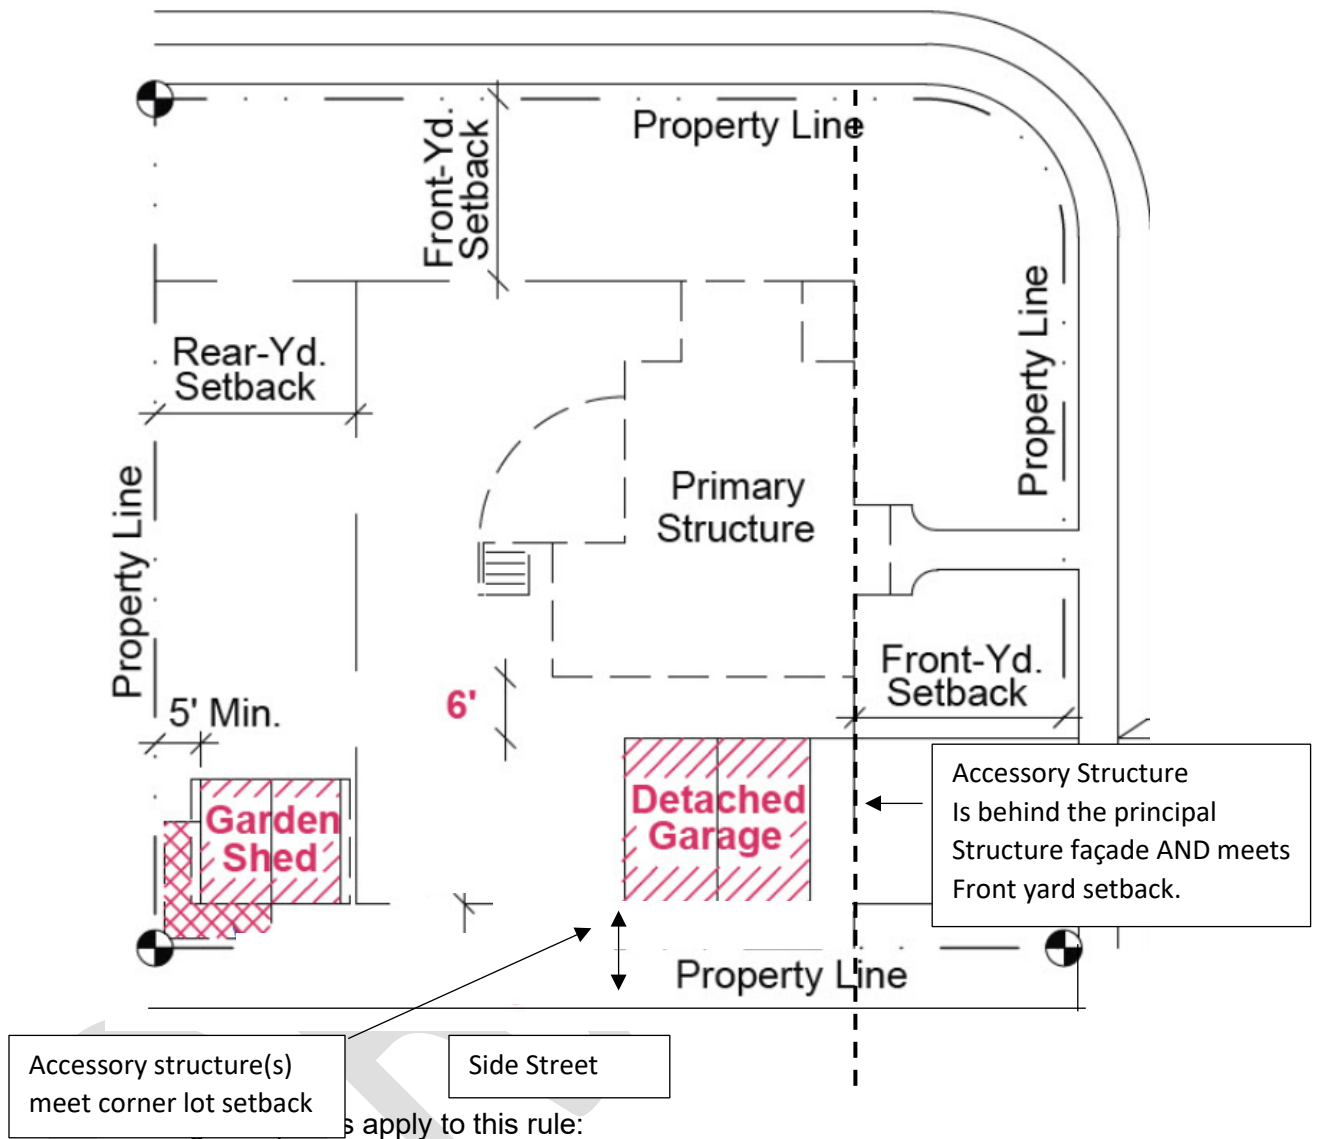 Property Line
Front-Yd.
Setback
Rear-Yd.
Setback
Property Line
Primary
Structure
Property Line
Front-Yd.
Setback
6'
5' Min.
Garden
Shed
Detached
Garage
Accessory Structure
Is behind the principal
Structure façade AND meets
Front yard setback.
Property Line
Accessory structure(s)
meet corner lot setback
Side Street
s apply to this rule: